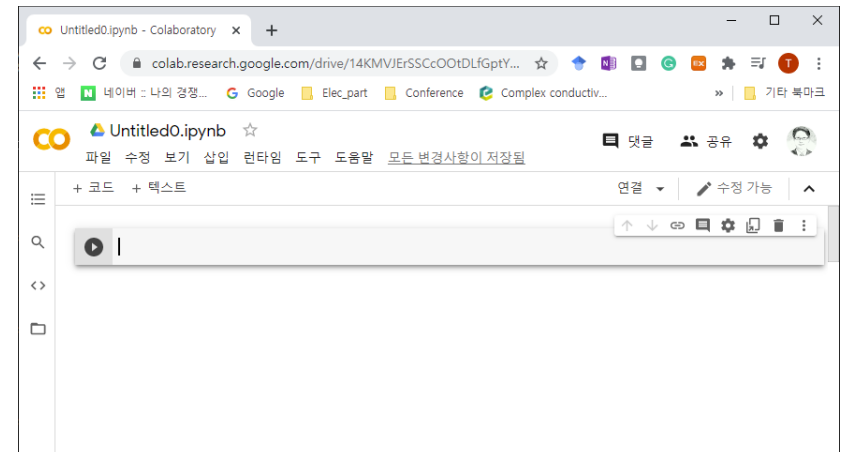 Untitled0.ipynb - Colaboratory
colab.research.google.com/drive/14KMVJErSSCcOOtDLfGptY...
T
앱 N 네이버 :: 나의 경쟁... G Google Elec_part Conference Complex conductiv... » 기타 북마크
Untitled0.ipynb
댓글 공유
파일 수정 보기 삽입 런타임 도구 도움말 모든 변경사항이 저장됨
+ 코드 + 텍스트 연결 수정 가능